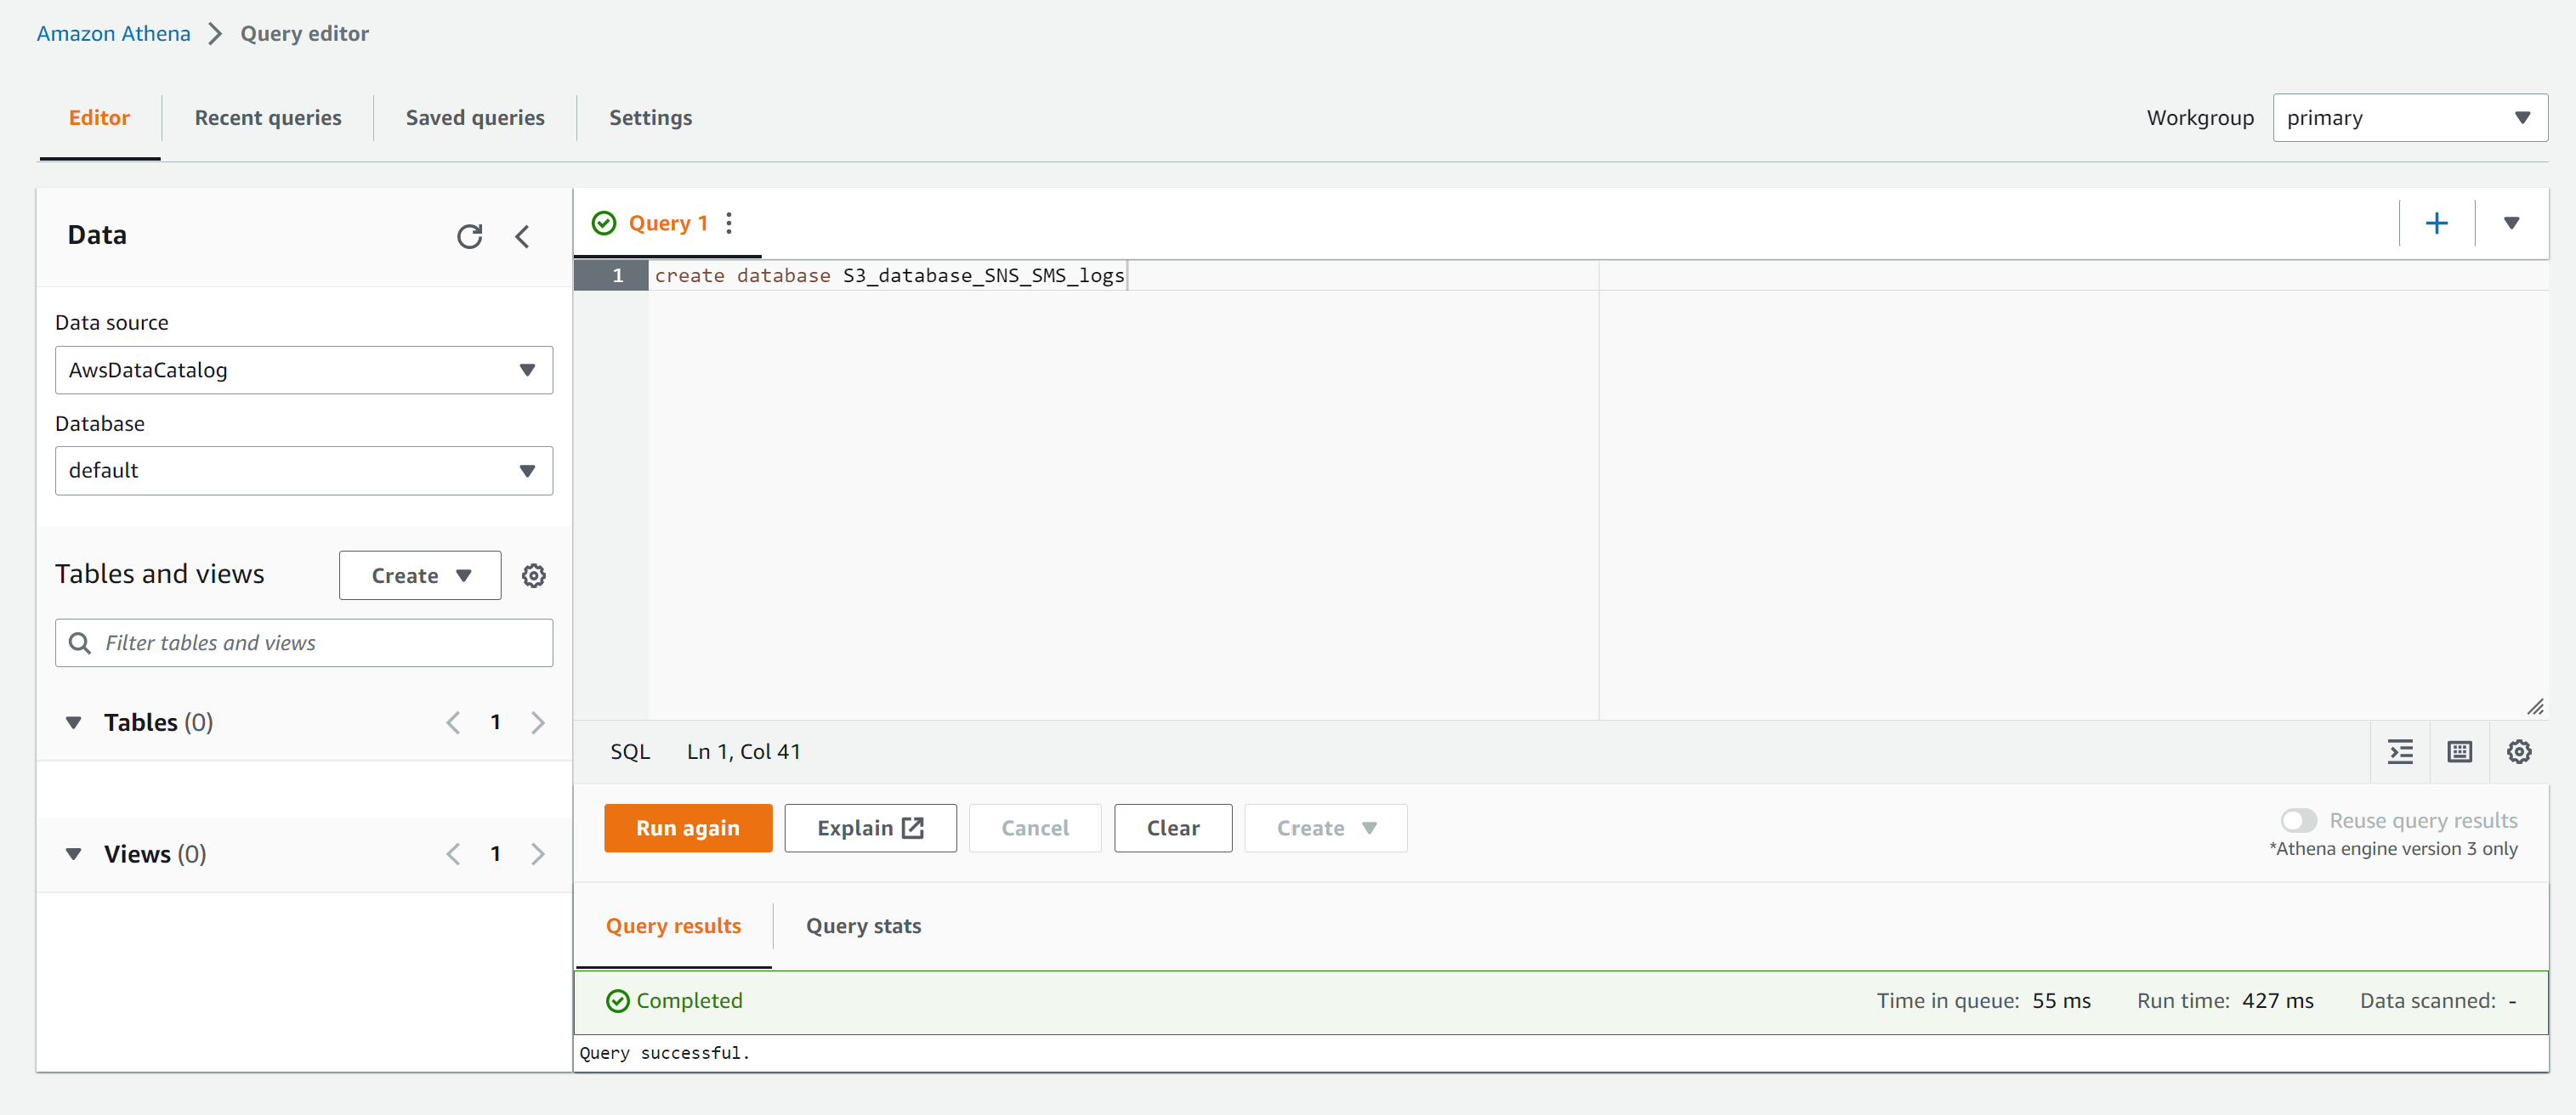 Amazon Athena Query editor
Editor Recent queries Saved queries Settings Workgroup primary
Data
Data source
AwsDataCatalog
Database
default
Tables and views Create
Filter tables and views
Tables (0) 1
Views (0) 1
Query 1
1 create database S3_database_SNS_SMS_logs
SQL Ln 1, Col 41
Run again Explain Cancel Clear Create Reuse query results
*Athena engine version 3 only
Query results Query stats
Completed Time in queue: 55 ms Run time: 427 ms Data scanned: -
Query successful.